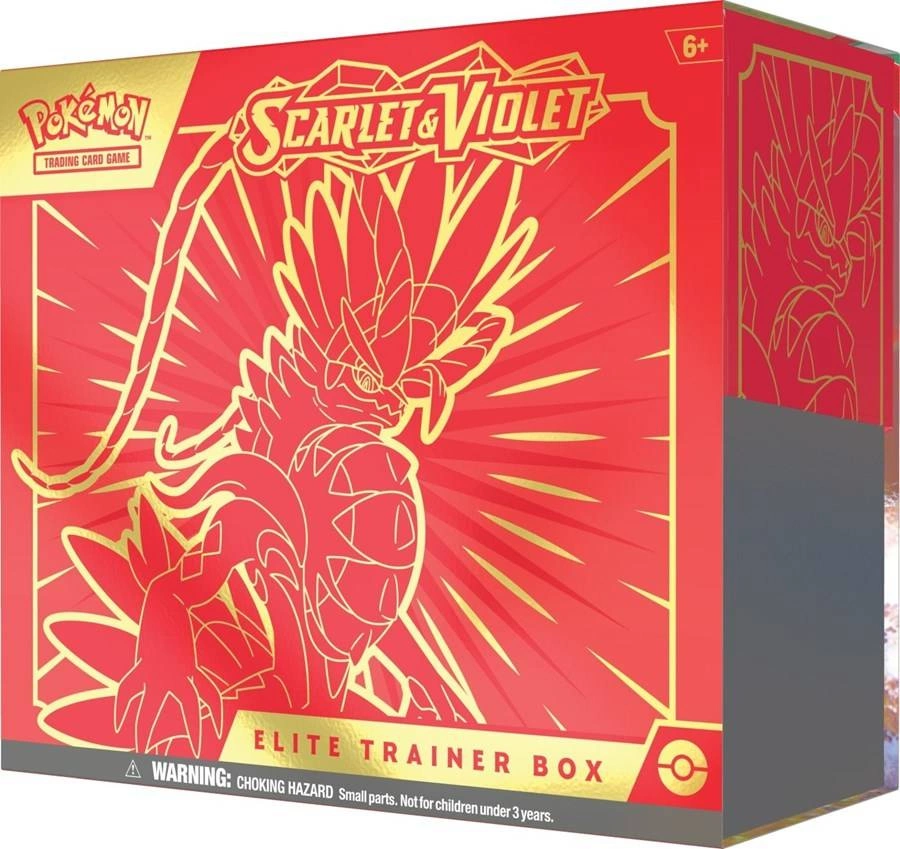 POKéMON™
TRADING CARD GAME
SCARLET & VIOLET
6+
ELITE TRAINER BOX
⚠ WARNING: CHOKING HAZARD Small parts. Not for children under 3 years.